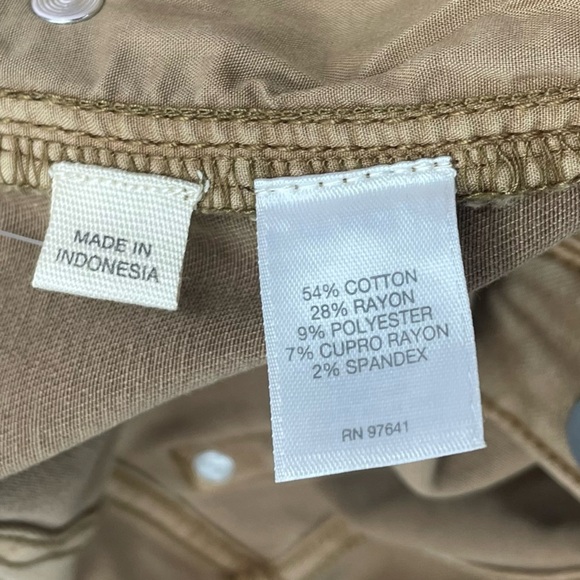 MADE IN
INDONESIA
54% COTTON
28% RAYON
9% POLYESTER
7% CUPRO RAYON
2% SPANDEX
RN 97641